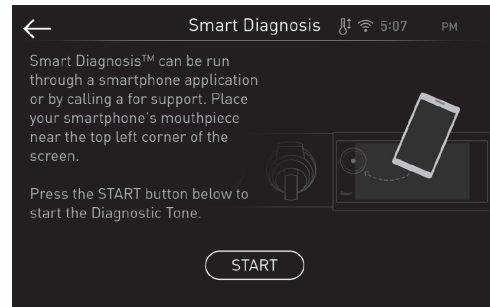 Smart Diagnosis 5:07 PM
Smart Diagnosis™ can be run
through a smartphone application
or by calling a for support. Place
your smartphone's mouthpiece
near the top left corner of the
screen.
Press the START button below to
start the Diagnostic Tone.
START